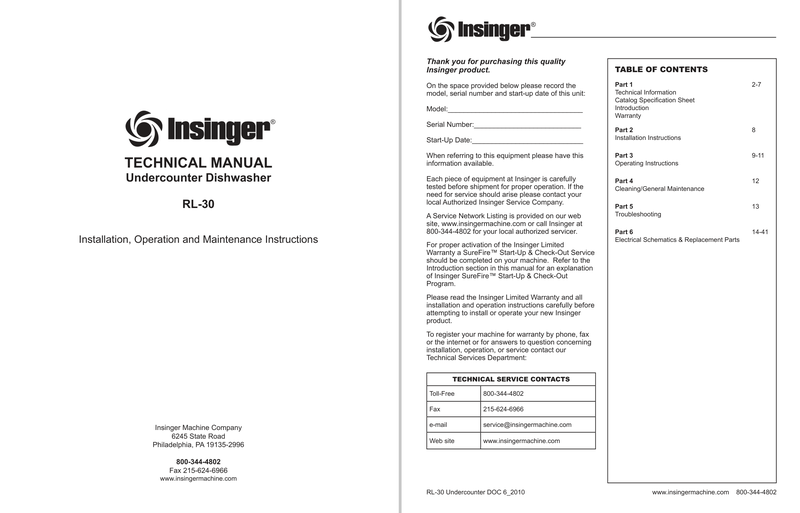 Insinger®
TECHNICAL MANUAL
Undercounter Dishwasher
RL-30
Installation, Operation and Maintenance Instructions
Insinger Machine Company
6245 State Road
Philadelphia, PA 19135-2996
800-344-4802
Fax 215-624-6966
www.insingermachine.com
Insinger®
Thank you for purchasing this quality
Insinger product.
On the space provided below please record the
model, serial number and start-up date of this unit:
Model:
Serial Number:
Start-Up Date:
When referring to this equipment please have this
information available.
Each piece of equipment at Insinger is carefully
tested before shipment for proper operation. If the
need for service should arise please contact your
local Authorized Insinger Service Company.
A Service Network Listing is provided on our web
site, www.insingermachine.com or call Insinger at
800-344-4802 for your local authorized servicer.
For proper activation of the Insinger Limited
Warranty a SureFire™ Start-Up & Check-Out Service
should be completed on your machine. Refer to the
Introduction section in this manual for an explanation
of Insinger SureFire™ Start-Up & Check-Out
Program.
Please read the Insinger Limited Warranty and all
installation and operation instructions carefully before
attempting to install or operate your new Insinger
product.
To register your machine for warranty by phone, fax
or the internet or for answers to question concerning
installation, operation, or service contact our
Technical Services Department:
TECHNICAL SERVICE CONTACTS
Toll-Free 800-344-4802
Fax 215-624-6966
e-mail service@insingermachine.com
Web site www.insingermachine.com
TABLE OF CONTENTS
Part 1 2-7
Technical Information
Catalog Specification Sheet
Introduction
Warranty
Part 2 8
Installation Instructions
Part 3 9-11
Operating Instructions
Part 4 12
Cleaning/General Maintenance
Part 5 13
Troubleshooting
Part 6 14-41
Electrical Schematics & Replacement Parts
RL-30 Undercounter DOC 6_2010
www.insingermachine.com 800-344-4802